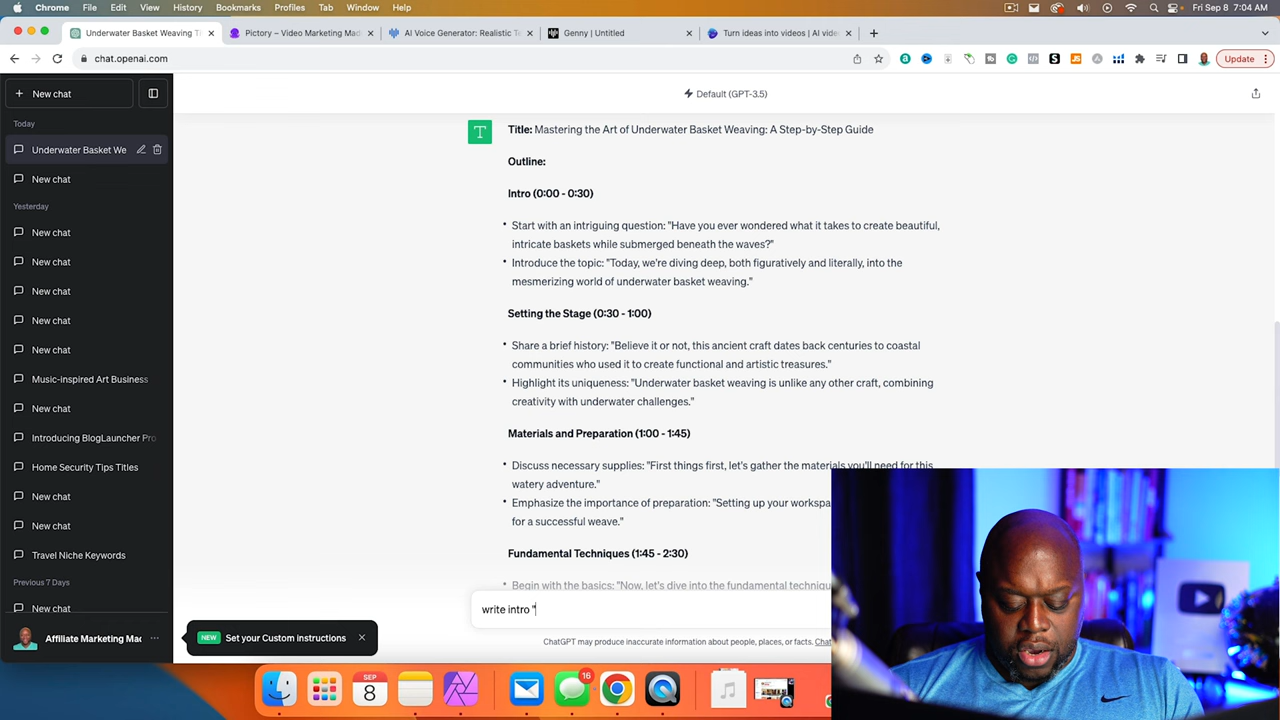 Chrome File Edit View History Bookmarks Profiles Tab Window Help
Fri Sep 8 7:04 AM
Underwater Basket Weaving Ti
Pictory – Video Marketing Mad
AI Voice Generator: Realistic Te
Genny | Untitled
Turn ideas into videos | AI vide
chat.openai.com
Update
New chat
Default (GPT-3.5)
Today
Underwater Basket We
New chat
Yesterday
New chat
New chat
New chat
New chat
New chat
Music-inspired Art Business
New chat
Introducing BlogLauncher Pro
Home Security Tips Titles
New chat
New chat
Travel Niche Keywords
Previous 7 Days
New chat
Affiliate Marketing Mac
NEW Set your Custom instructions
Title: Mastering the Art of Underwater Basket Weaving: A Step-by-Step Guide
Outline:
Intro (0:00 - 0:30)
• Start with an intriguing question: "Have you ever wondered what it takes to create beautiful,
intricate baskets while submerged beneath the waves?"
• Introduce the topic: "Today, we're diving deep, both figuratively and literally, into the
mesmerizing world of underwater basket weaving."
Setting the Stage (0:30 - 1:00)
• Share a brief history: "Believe it or not, this ancient craft dates back centuries to coastal
communities who used it to create functional and artistic treasures."
• Highlight its uniqueness: "Underwater basket weaving is unlike any other craft, combining
creativity with underwater challenges."
Materials and Preparation (1:00 - 1:45)
• Discuss necessary supplies: "First things first, let's gather the materials you'll need for this
watery adventure."
• Emphasize the importance of preparation: "Setting up your workspa
for a successful weave."
Fundamental Techniques (1:45 - 2:30)
• Begin with the basics: "Now, let's dive into the fundamental techniqu
write intro "
ChatGPT may produce inaccurate information about people, places, or facts. Chat
SEP
8
16